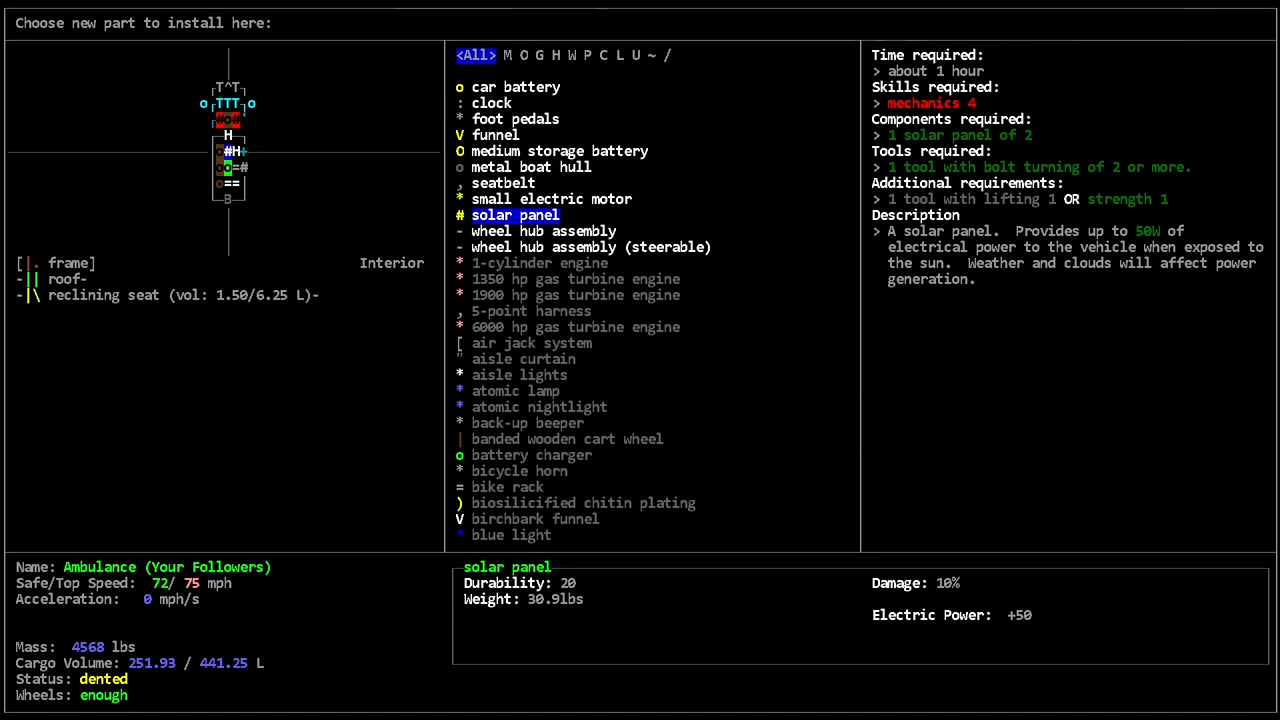 Choose new part to install here:
<All> M O G H W P C L U ~ /
T^T
o TTT o
H
#H+
o=#
o==
B
[|. frame] Interior
-|| roof-
-|\ reclining seat (vol: 1.50/6.25 L)-
o car battery
: clock
* foot pedals
V funnel
O medium storage battery
o metal boat hull
, seatbelt
* small electric motor
# solar panel
- wheel hub assembly
- wheel hub assembly (steerable)
* 1-cylinder engine
* 1350 hp gas turbine engine
* 1900 hp gas turbine engine
, 5-point harness
* 6000 hp gas turbine engine
[ air jack system
" aisle curtain
* aisle lights
* atomic lamp
* atomic nightlight
* back-up beeper
| banded wooden cart wheel
o battery charger
* bicycle horn
= bike rack
) biosilicified chitin plating
V birchbark funnel
* blue light
Time required:
> about 1 hour
Skills required:
> mechanics 4
Components required:
> 1 solar panel of 2
Tools required:
> 1 tool with bolt turning of 2 or more.
Additional requirements:
> 1 tool with lifting 1 OR strength 1
Description
> A solar panel.  Provides up to 50W of
electrical power to the vehicle when exposed to
the sun.  Weather and clouds will affect power
generation.
Name: Ambulance (Your Followers)
Safe/Top Speed: 72/ 75 mph
Acceleration: 0 mph/s
Mass: 4568 lbs
Cargo Volume: 251.93 / 441.25 L
Status: dented
Wheels: enough
solar panel
Durability: 20 Damage: 10%
Weight: 30.9lbs
Electric Power: +50